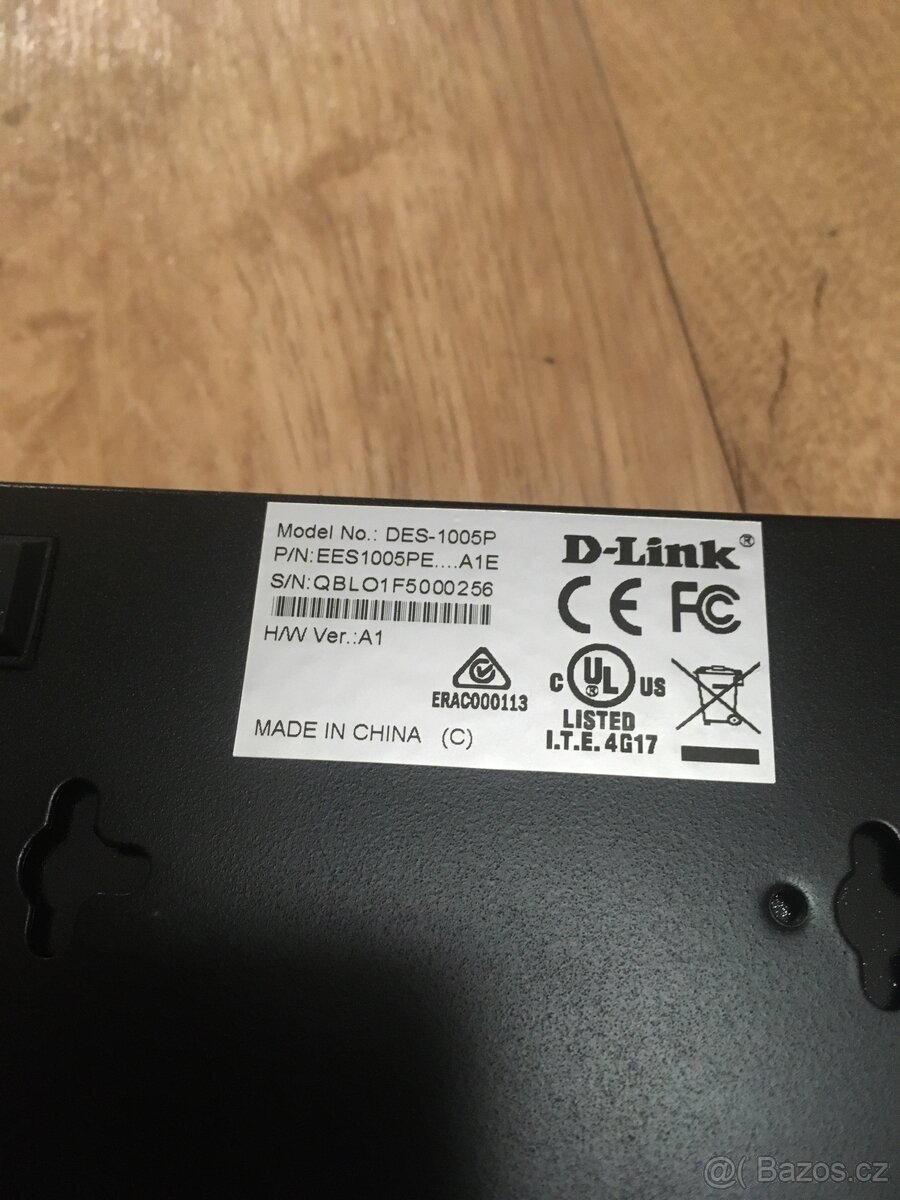 Model No.: DES-1005P
P/N:EES1005PE....A1E
S/N:QBLO1F5000256
H/W Ver.:A1
MADE IN CHINA (C)
D-Link®
CE FC
ERAC000113
C UL® US
LISTED
I.T.E. 4G17
@( Bazos.cz